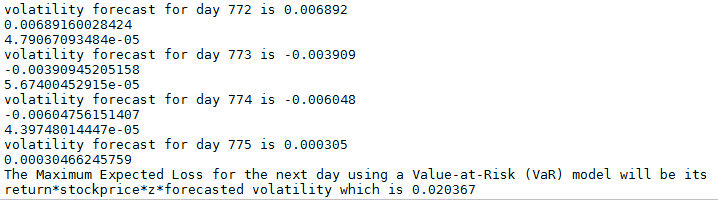 volatility forecast for day 772 is 0.006892
0.00689160028424
4.79067093484e-05
volatility forecast for day 773 is -0.003909
-0.00390945205158
5.67400452915e-05
volatility forecast for day 774 is -0.006048
-0.00604756151407
4.39748014447e-05
volatility forecast for day 775 is 0.000305
0.00030466245759
The Maximum Expected Loss for the next day using a Value-at-Risk (VaR) model will be its
return*stockprice*z*forecasted volatility which is 0.020367